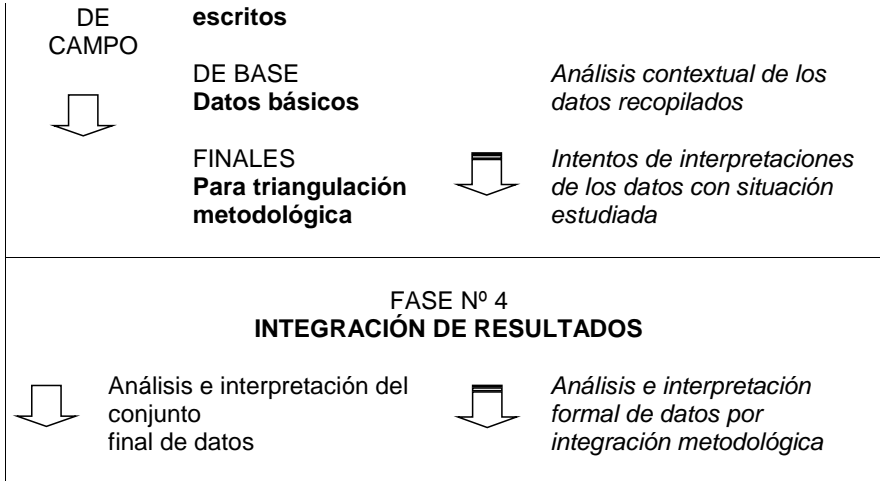 DE
CAMPO
escritos
DE BASE
Datos básicos
Análisis contextual de los
datos recopilados
FINALES
Para triangulación
metodológica
Intentos de interpretaciones
de los datos con situación
estudiada
FASE Nº 4
INTEGRACIÓN DE RESULTADOS
Análisis e interpretación del
conjunto
final de datos
Análisis e interpretación
formal de datos por
integración metodológica